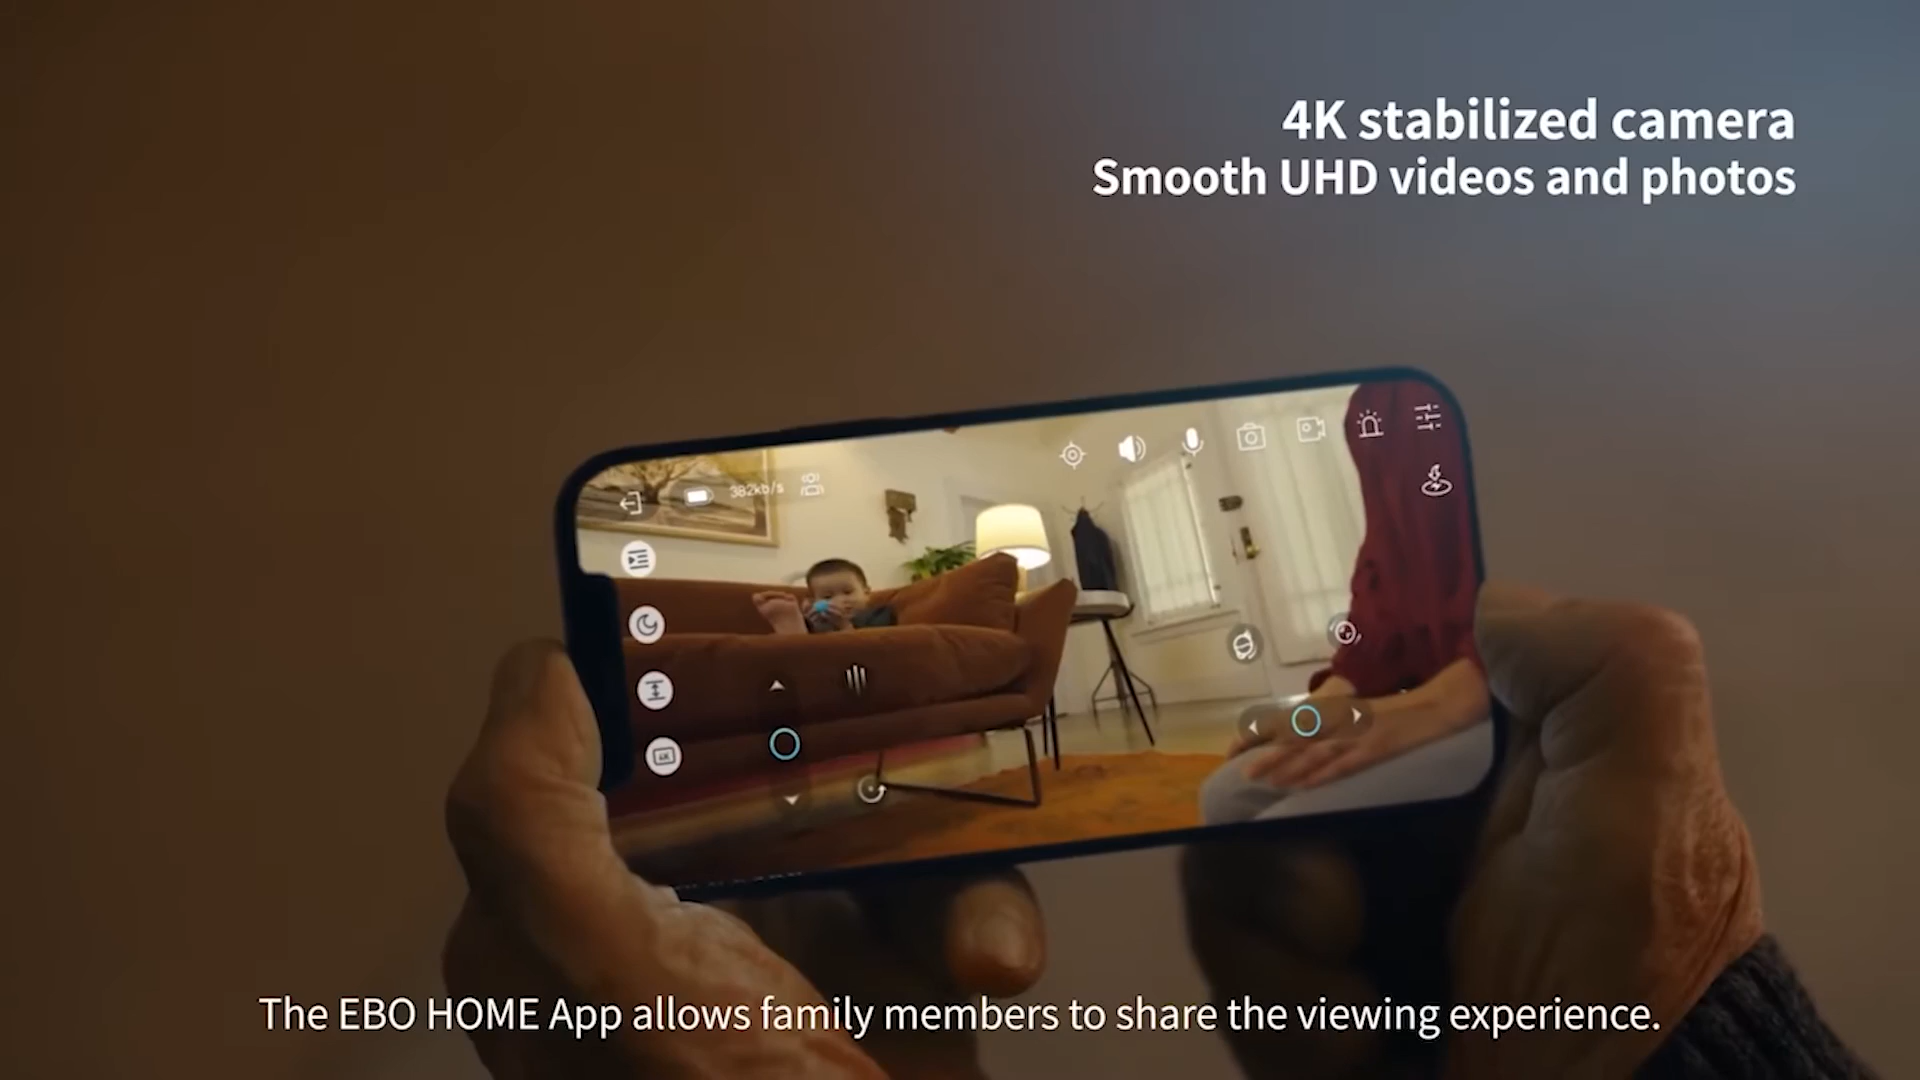 4K stabilized camera
Smooth UHD videos and photos
382kb/s
4K
The EBO HOME App allows family members to share the viewing experience.